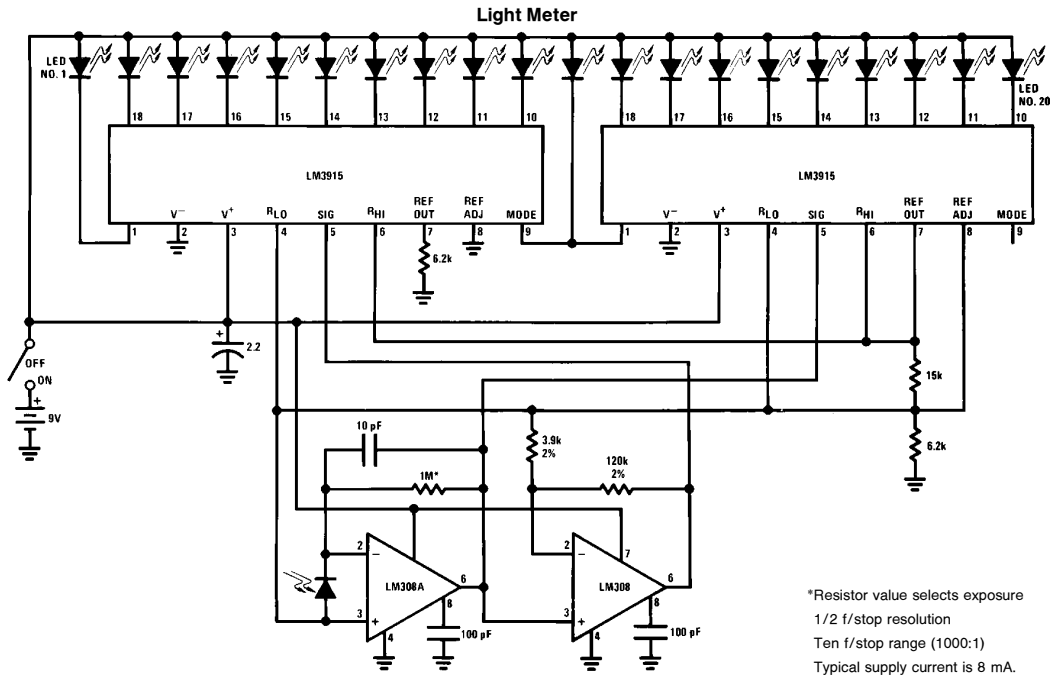 Light Meter
LED
NO. 1
LED
NO. 20
18 17 16 15 14 13 12 11 10
18 17 16 15 14 13 12 11 10
LM3915
LM3915
V− V+ RLO SIG RHI REF OUT REF ADJ MODE
V− V+ RLO SIG RHI REF OUT REF ADJ MODE
1 2 3 4 5 6 7 8 9
1 2 3 4 5 6 7 8 9
6.2k
+
2.2
OFF
ON
+
9V
15k
6.2k
10 pF
1M*
3.9k
2%
120k
2%
2
−
LM308A
6
3
+
8
4
100 pF
2
−
7
LM308
6
3
+
8
4
100 pF
*Resistor value selects exposure
1/2 f/stop resolution
Ten f/stop range (1000:1)
Typical supply current is 8 mA.